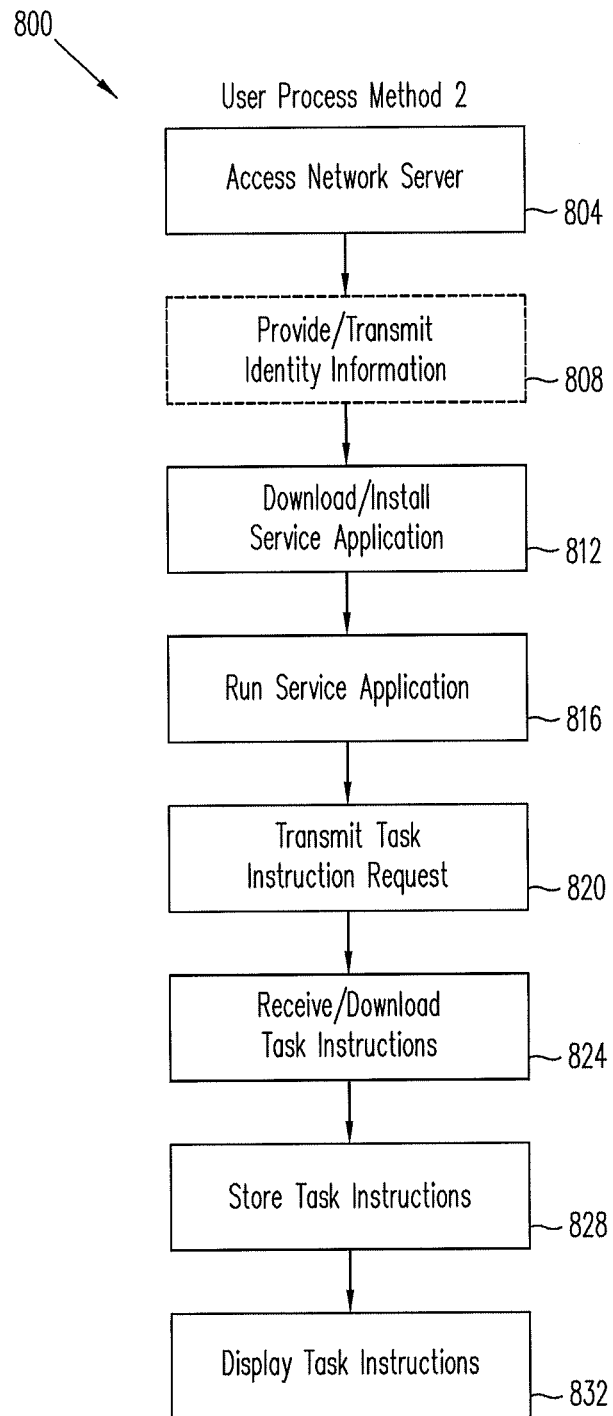 800
User Process Method 2
Access Network Server
804
Provide/Transmit
Identity Information
808
Download/Install
Service Application
812
Run Service Application
816
Transmit Task
Instruction Request
820
Receive/Download
Task Instructions
824
Store Task Instructions
828
Display Task Instructions
832